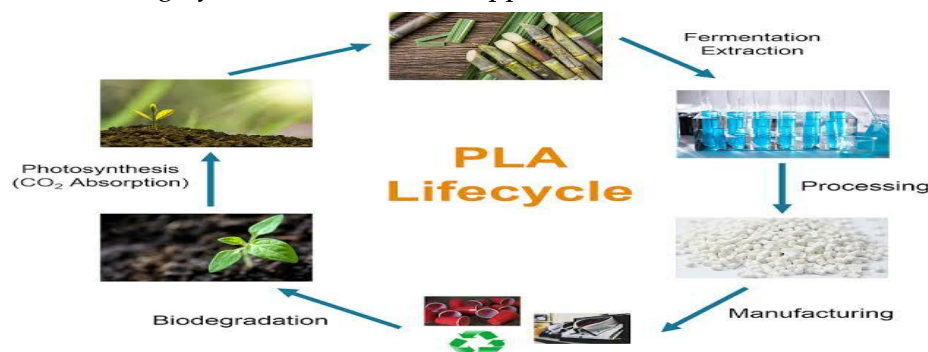 Fermentation
Extraction
PLA
Lifecycle
Photosynthesis
(CO₂ Absorption)
Processing
Biodegradation
Manufacturing